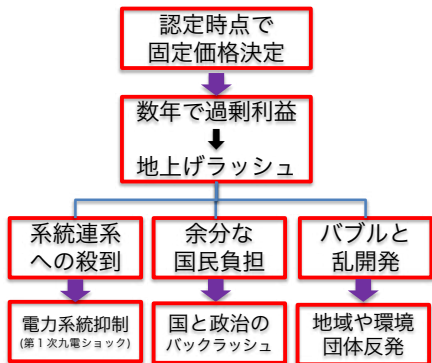 認定時点で
固定価格決定
数年で過剰利益
地上げラッシュ
系統連系
への殺到
余分な
国民負担
バブルと
乱開発
電力系統抑制
(第１次九電ショック)
国と政治の
バックラッシュ
地域や環境
団体反発